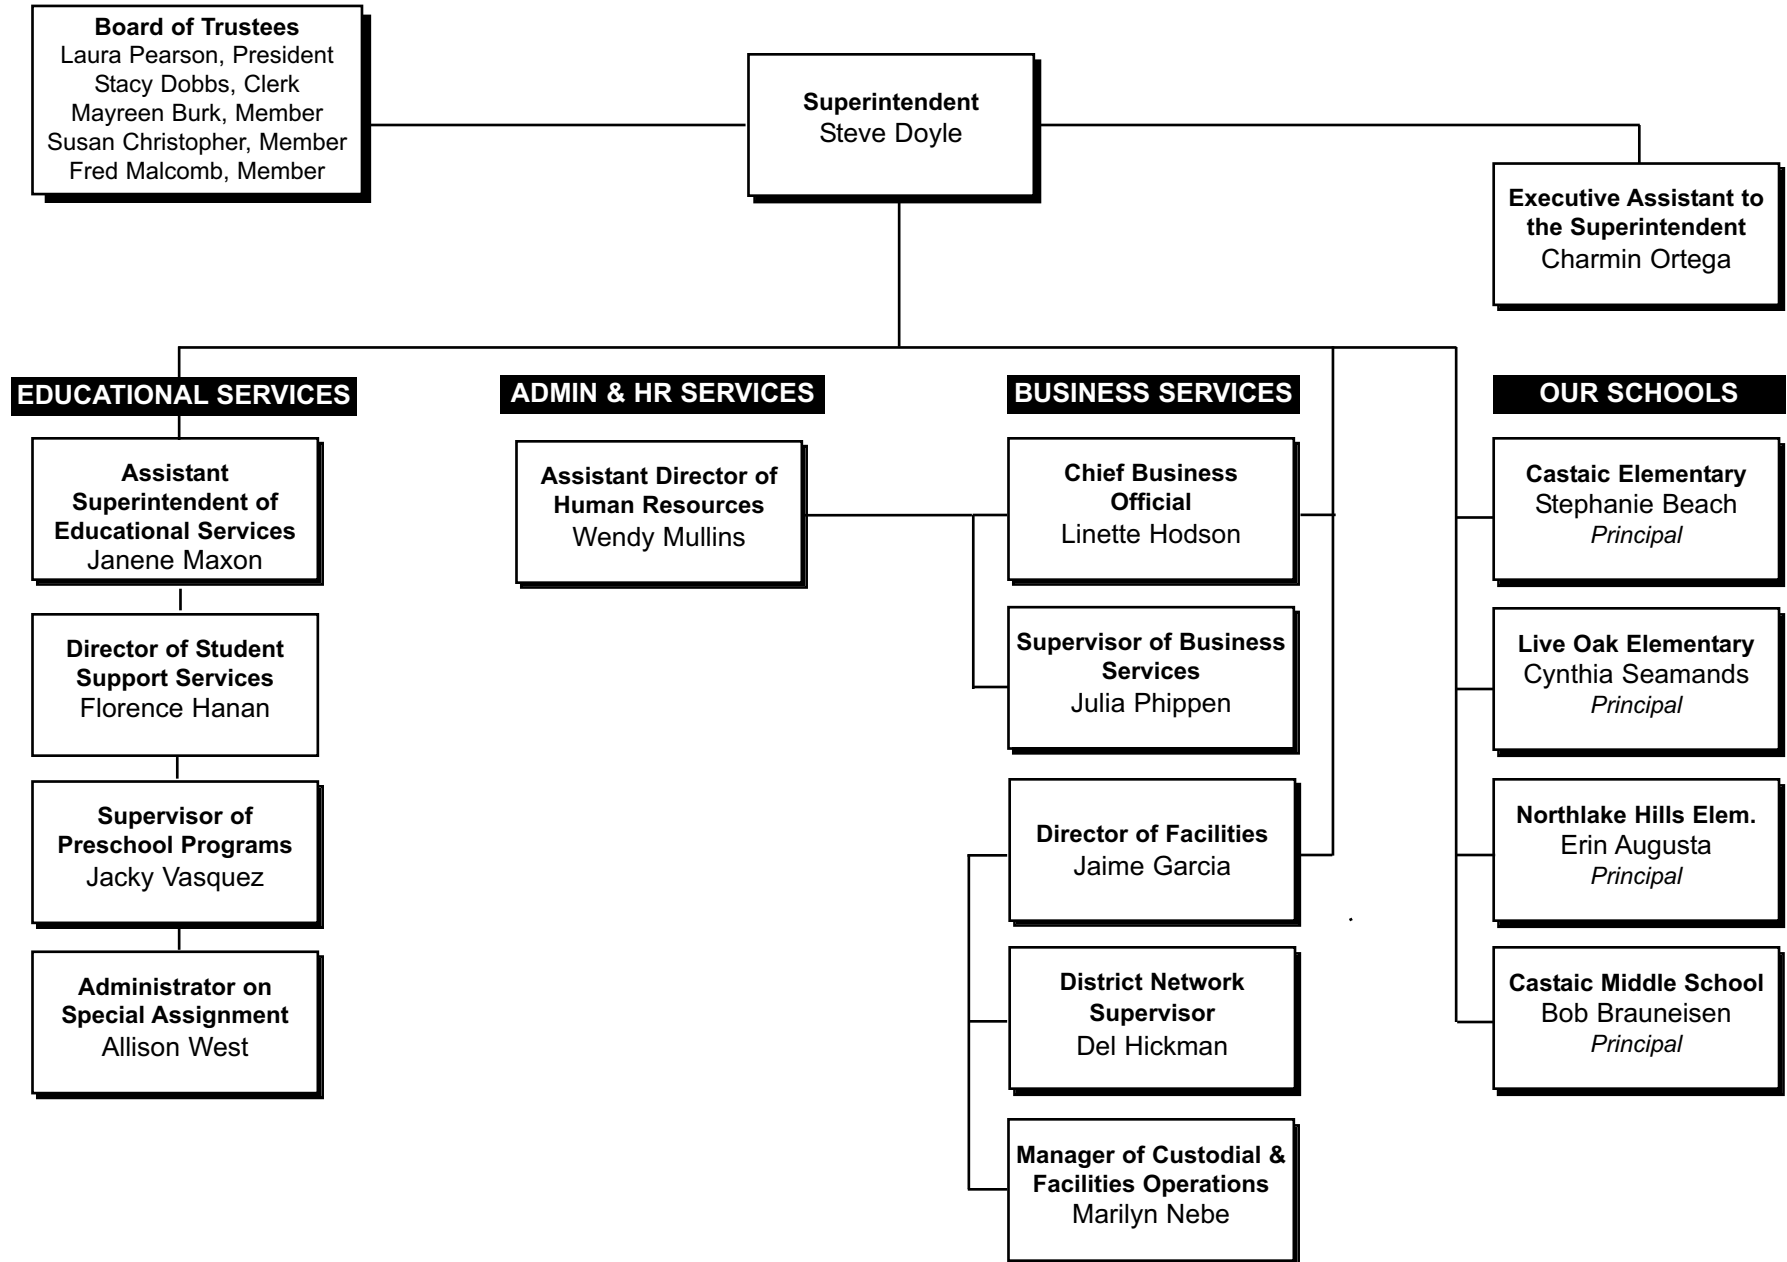 Board of Trustees
Laura Pearson, President
Stacy Dobbs, Clerk
Mayreen Burk, Member
Susan Christopher, Member
Fred Malcomb, Member
Superintendent
Steve Doyle
Executive Assistant to
the Superintendent
Charmin Ortega
EDUCATIONAL SERVICES
Assistant
Superintendent of
Educational Services
Janene Maxon
Director of Student
Support Services
Florence Hanan
Supervisor of
Preschool Programs
Jacky Vasquez
Administrator on
Special Assignment
Allison West
ADMIN & HR SERVICES
Assistant Director of
Human Resources
Wendy Mullins
BUSINESS SERVICES
Chief Business
Official
Linette Hodson
Supervisor of Business
Services
Julia Phippen
Director of Facilities
Jaime Garcia
District Network
Supervisor
Del Hickman
Manager of Custodial &
Facilities Operations
Marilyn Nebe
OUR SCHOOLS
Castaic Elementary
Stephanie Beach
Principal
Live Oak Elementary
Cynthia Seamands
Principal
Northlake Hills Elem.
Erin Augusta
Principal
Castaic Middle School
Bob Brauneisen
Principal